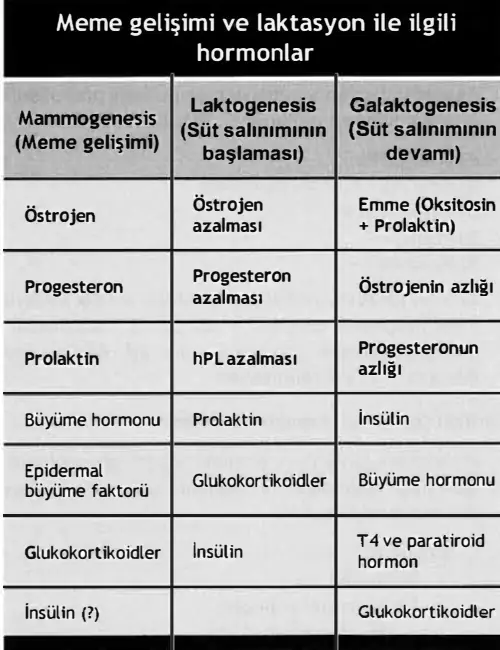 Meme gelişimi ve laktasyon ile ilgili
hormonlar
Mammogenesis
(Meme gelişimi)
Laktogenesis
(Süt salınımının
başlaması)
Galaktogenesis
(Süt salınımının
devamı)
Östrojen
Östrojen
azalması
Emme (Oksitosin
+ Prolaktin)
Progesteron
Progesteron
azalması
Östrojenin azlığı
Prolaktin
hPL azalması
Progesteronun
azlığı
Büyüme hormonu
Prolaktin
İnsülin
Epidermal
büyüme faktorü
Glukokortikoidler
Büyüme hormonu
Glukokortikoidler
İnsülin
T4 ve paratiroid
hormon
İnsülin (?)
Glukokortikoidler